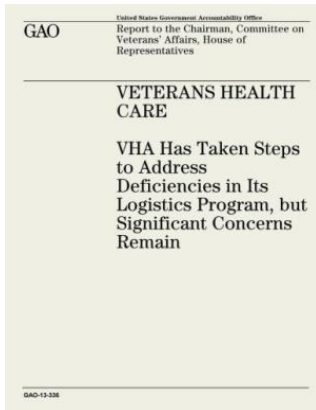 United States Government Accountability Office
GAO
Report to the Chairman, Committee on
Veterans' Affairs, House of
Representatives
VETERANS HEALTH
CARE
VHA Has Taken Steps
to Address
Deficiencies in Its
Logistics Program, but
Significant Concerns
Remain
GAO-13-336